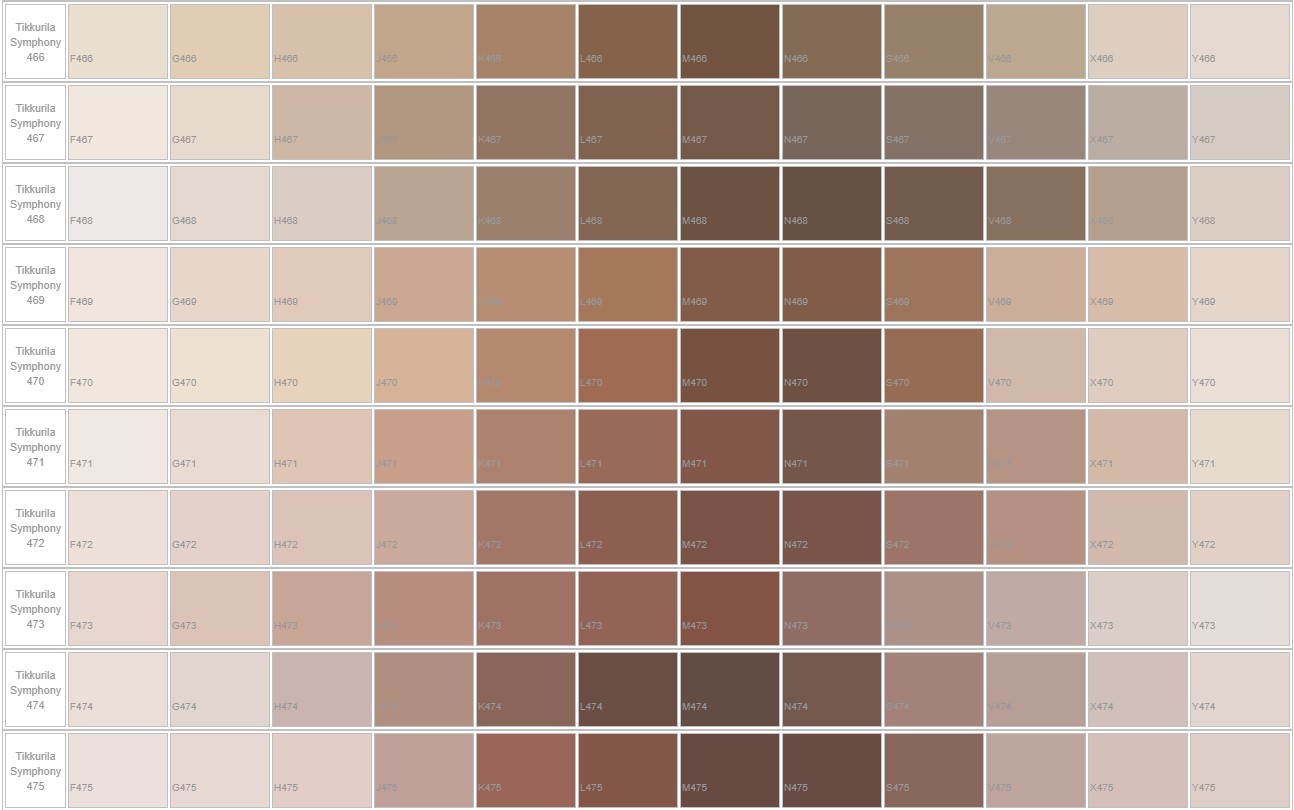 Tikkurila
Symphony
466
F466 G466 H466 J466 K466 L466 M466 N466 S466 V466 X466 Y466
Tikkurila
Symphony
467
F467 G467 H467 K467 L467 M467 N467 S467 V467 X467 Y467
Tikkurila
Symphony
468
F468 G468 H468 J468 K468 L468 M468 N468 S468 V468 X468 Y468
Tikkurila
Symphony
469
F469 G469 H469 J469 L469 M469 N469 S469 V469 X469 Y469
Tikkurila
Symphony
470
F470 G470 H470 J470 K470 L470 M470 N470 S470 V470 X470 Y470
Tikkurila
Symphony
471
F471 G471 H471 J471 K471 L471 M471 N471 S471 X471 Y471
Tikkurila
Symphony
472
F472 G472 H472 J472 K472 L472 M472 N472 S472 X472 Y472
Tikkurila
Symphony
473
F473 G473 H473 K473 L473 M473 N473 V473 X473 Y473
Tikkurila
Symphony
474
F474 G474 H474 K474 L474 M474 N474 S474 V474 X474 Y474
Tikkurila
Symphony
475
F475 G475 H475 J475 K475 L475 M475 N475 S475 V475 X475 Y475